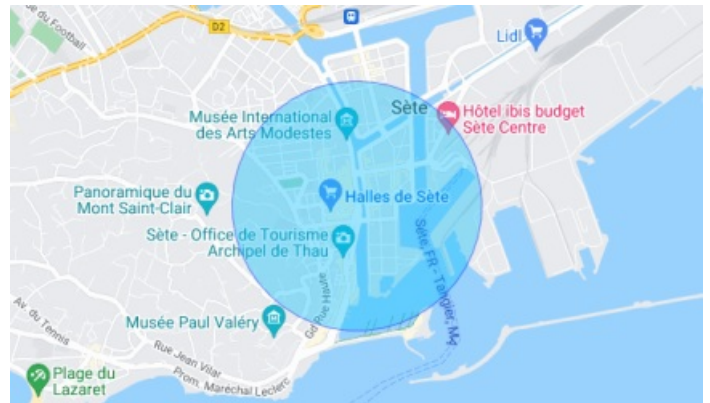 ue du Football
D2
Lidl
Musée International
des Arts Modestes
Sète
Hôtel ibis budget
Sète Centre
Panoramique du
Mont Saint-Clair
Halles de Sète
Sète - Office de Tourisme
Archipel de Thau
Sète, FR - Tangier, M
Gd Rue Haute
Musée Paul Valéry
Av. du Tennis
Rue Jean Vilar
Prom. Maréchal Leclerc
Plage du
Lazaret